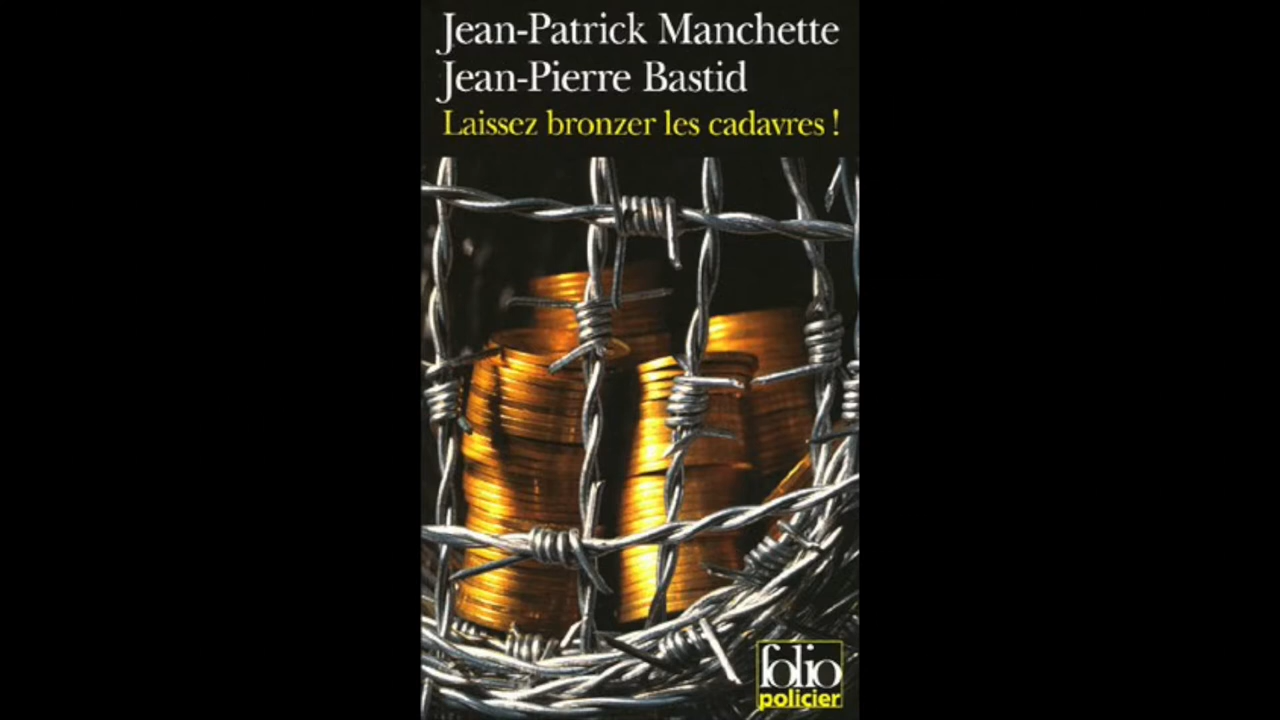 Jean-Patrick Manchette
Jean-Pierre Bastid
Laissez bronzer les cadavres !
folio
policier